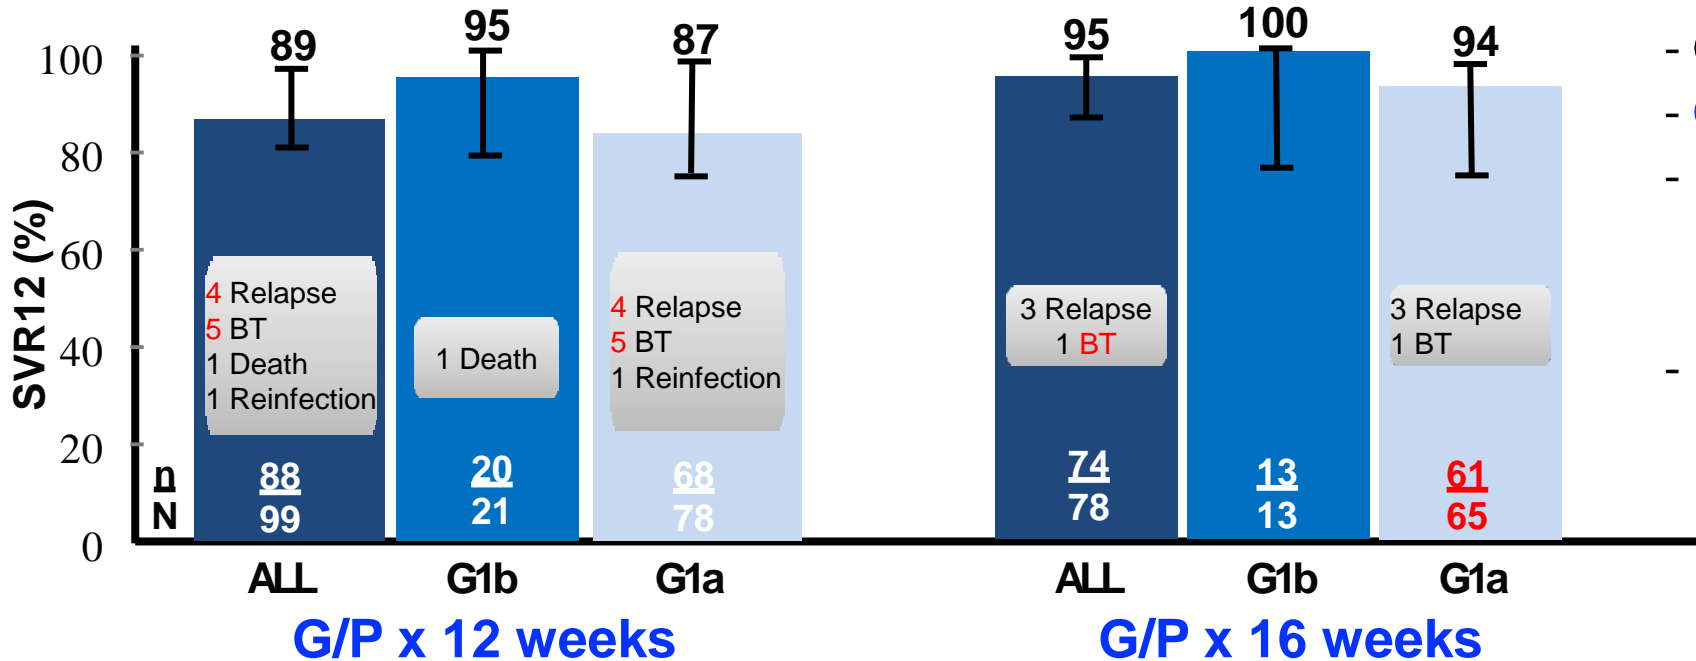 89 95 87 95 100 94
SVR12 (%)
100
80
60
40
20
0
4 Relapse
5 BT
1 Death
1 Reinfection
1 Death
4 Relapse
5 BT
1 Reinfection
3 Relapse
1 BT
3 Relapse
1 BT
n
N
88
99
20
21
68
78
74
78
13
13
61
65
ALL G1b G1a ALL G1b G1a
G/P x 12 weeks G/P x 16 weeks
-
-
-
-